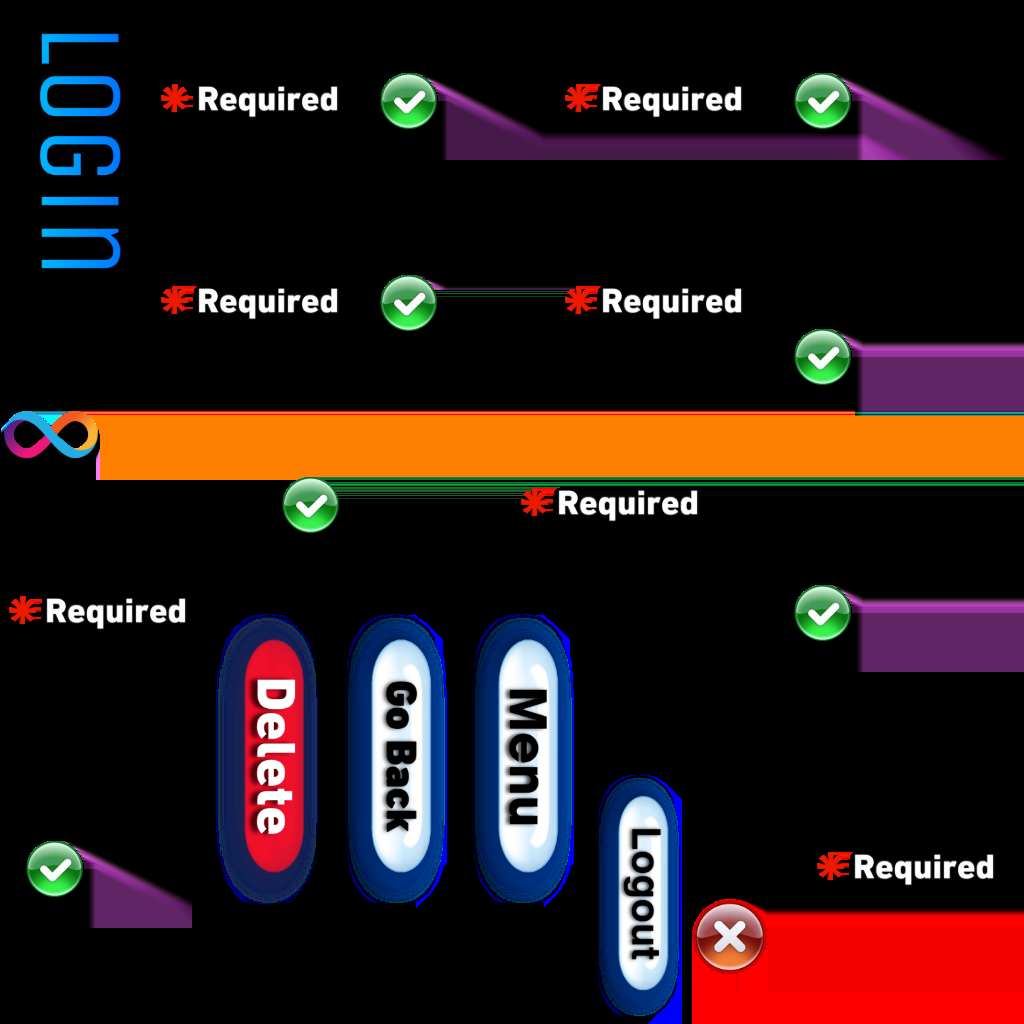 LOGIN
Required
Required
Required
Required
Required
Required
Delete
Go Back
Menu
Logout
Required